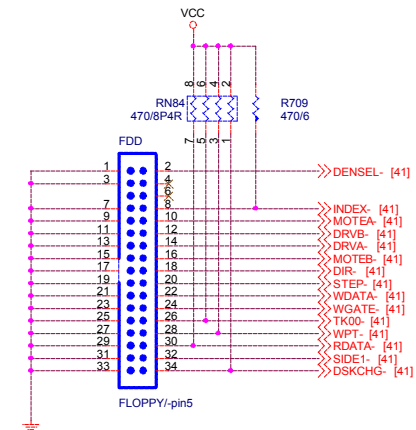 VCC
8 6 4 2
RN84
470/8P4R
R709
470/6
7 5 3 1
FDD
1 2 DENSEL- [41]
3 4
6
7 8 INDEX- [41]
9 10 MOTEA- [41]
11 12 DRVB- [41]
13 14 DRVA- [41]
15 16 MOTEB- [41]
17 18 DIR- [41]
19 20 STEP- [41]
21 22 WDATA- [41]
23 24 WGATE- [41]
25 26 TK00- [41]
27 28 WPT- [41]
29 30 RDATA- [41]
31 32 SIDE1- [41]
33 34 DSKCHG- [41]
FLOPPY/-pin5